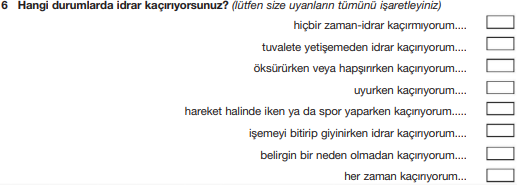 6 Hangi durumlarda idrar kaçırıyorsunuz? (lütfen size uyanların tümünü işaretleyiniz)
hiçbir zaman-idrar kaçırmıyorum....
tuvalete yetişemeden idrar kaçırıyorum....
öksürürken veya hapşırırken kaçırıyorum....
uyurken kaçırıyorum....
hareket halinde iken ya da spor yaparken kaçırıyorum.....
işemeyi bitirip giyinirken idrar kaçırıyorum....
belirgin bir neden olmadan kaçırıyorum....
her zaman kaçırıyorum...